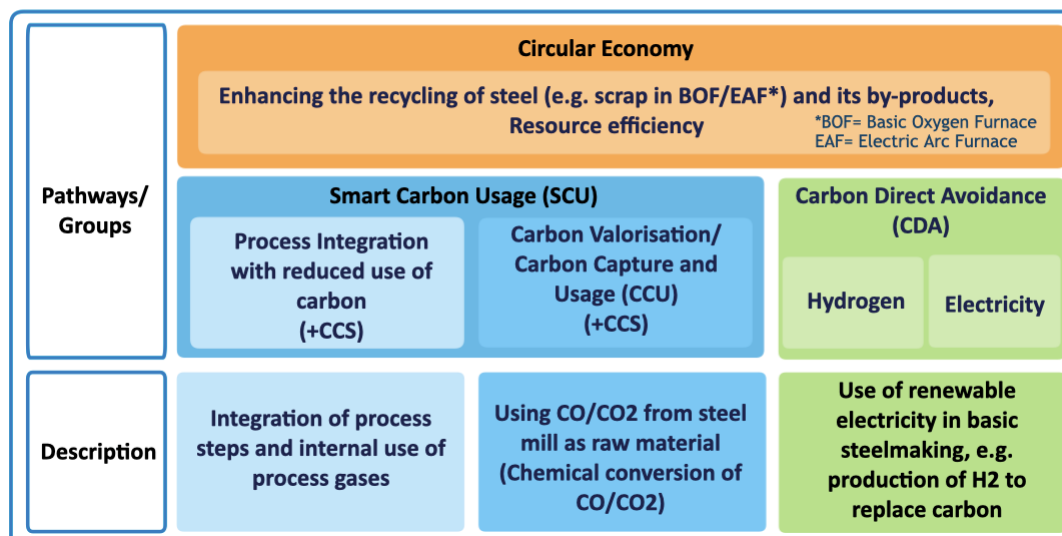 Circular Economy
Enhancing the recycling of steel (e.g. scrap in BOF/EAF*) and its by-products,
Resource efficiency
*BOF= Basic Oxygen Furnace
EAF= Electric Arc Furnace
Pathways/
Groups
Smart Carbon Usage (SCU)
Process Integration
with reduced use of
carbon
(+CCS)
Carbon Valorisation/
Carbon Capture and
Usage (CCU)
(+CCS)
Carbon Direct Avoidance
(CDA)
Hydrogen
Electricity
Description
Integration of process
steps and internal use of
process gases
Using CO/CO2 from steel
mill as raw material
(Chemical conversion of
CO/CO2)
Use of renewable
electricity in basic
steelmaking, e.g.
production of H2 to
replace carbon